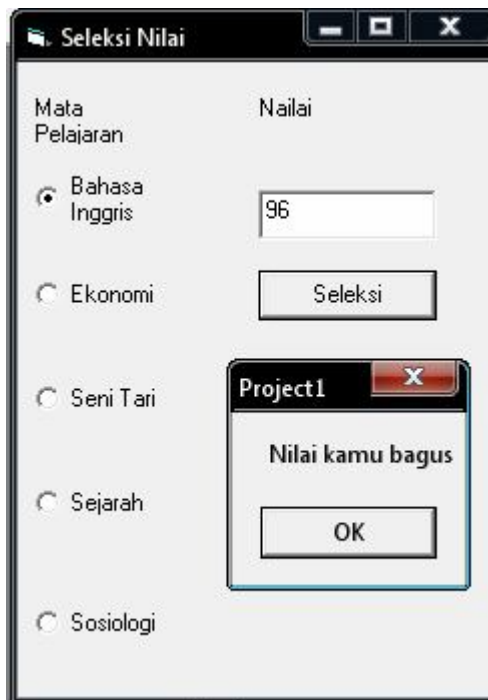 Seleksi Nilai
Mata
Pelajaran
Nailai
Bahasa
Inggris
96
Ekonomi
Seleksi
Seni Tari
Project1
Nilai kamu bagus
Sejarah
OK
Sosiologi